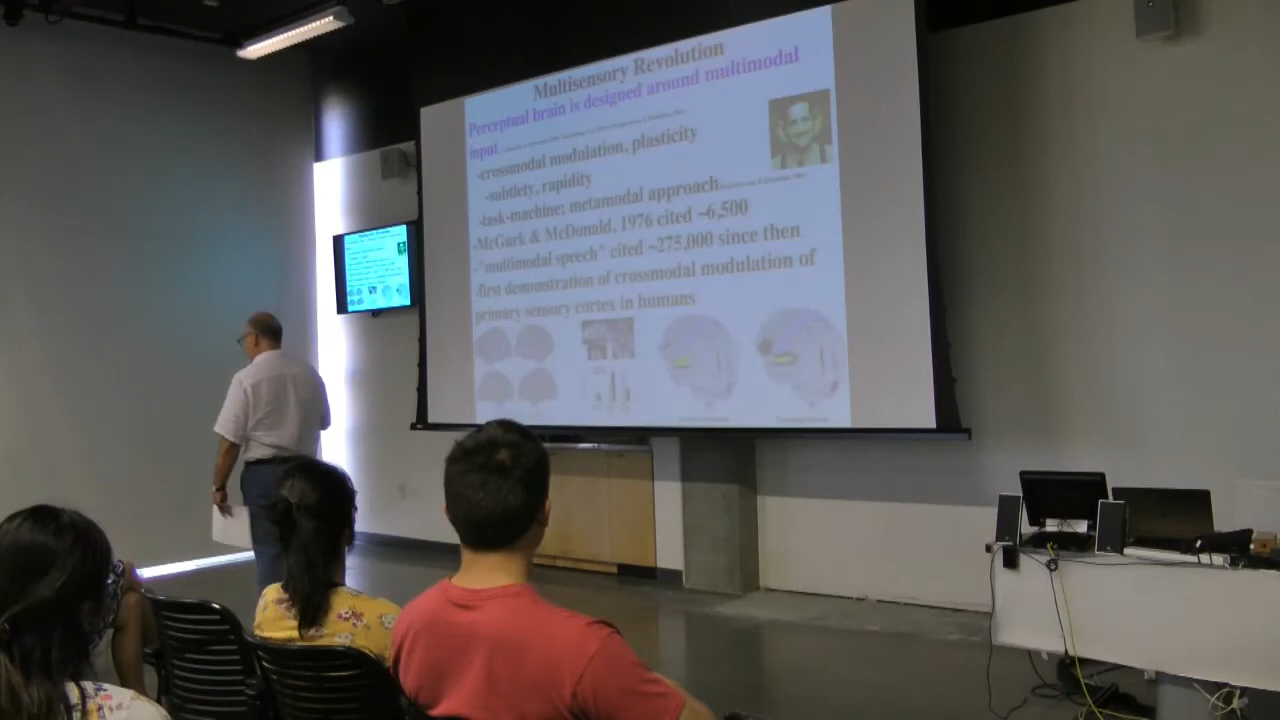 Multisensory Revolution
Perceptual brain is designed around multimodal
input
-crossmodal modulation, plasticity
-subtlety, rapidity
-task-machine; metamodal approach
-McGurk & McDonald, 1976 cited ~6,500
-"multimodal speech" cited ~275,000 since then
-first demonstration of crossmodal modulation of
primary sensory cortex in humans